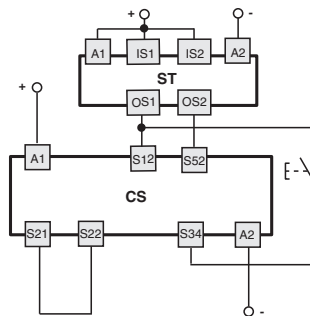 + -
A1 IS1 IS2 A2
ST
OS1 OS2
+
A1 S12 S52
CS
S21 S22 S34 A2
-